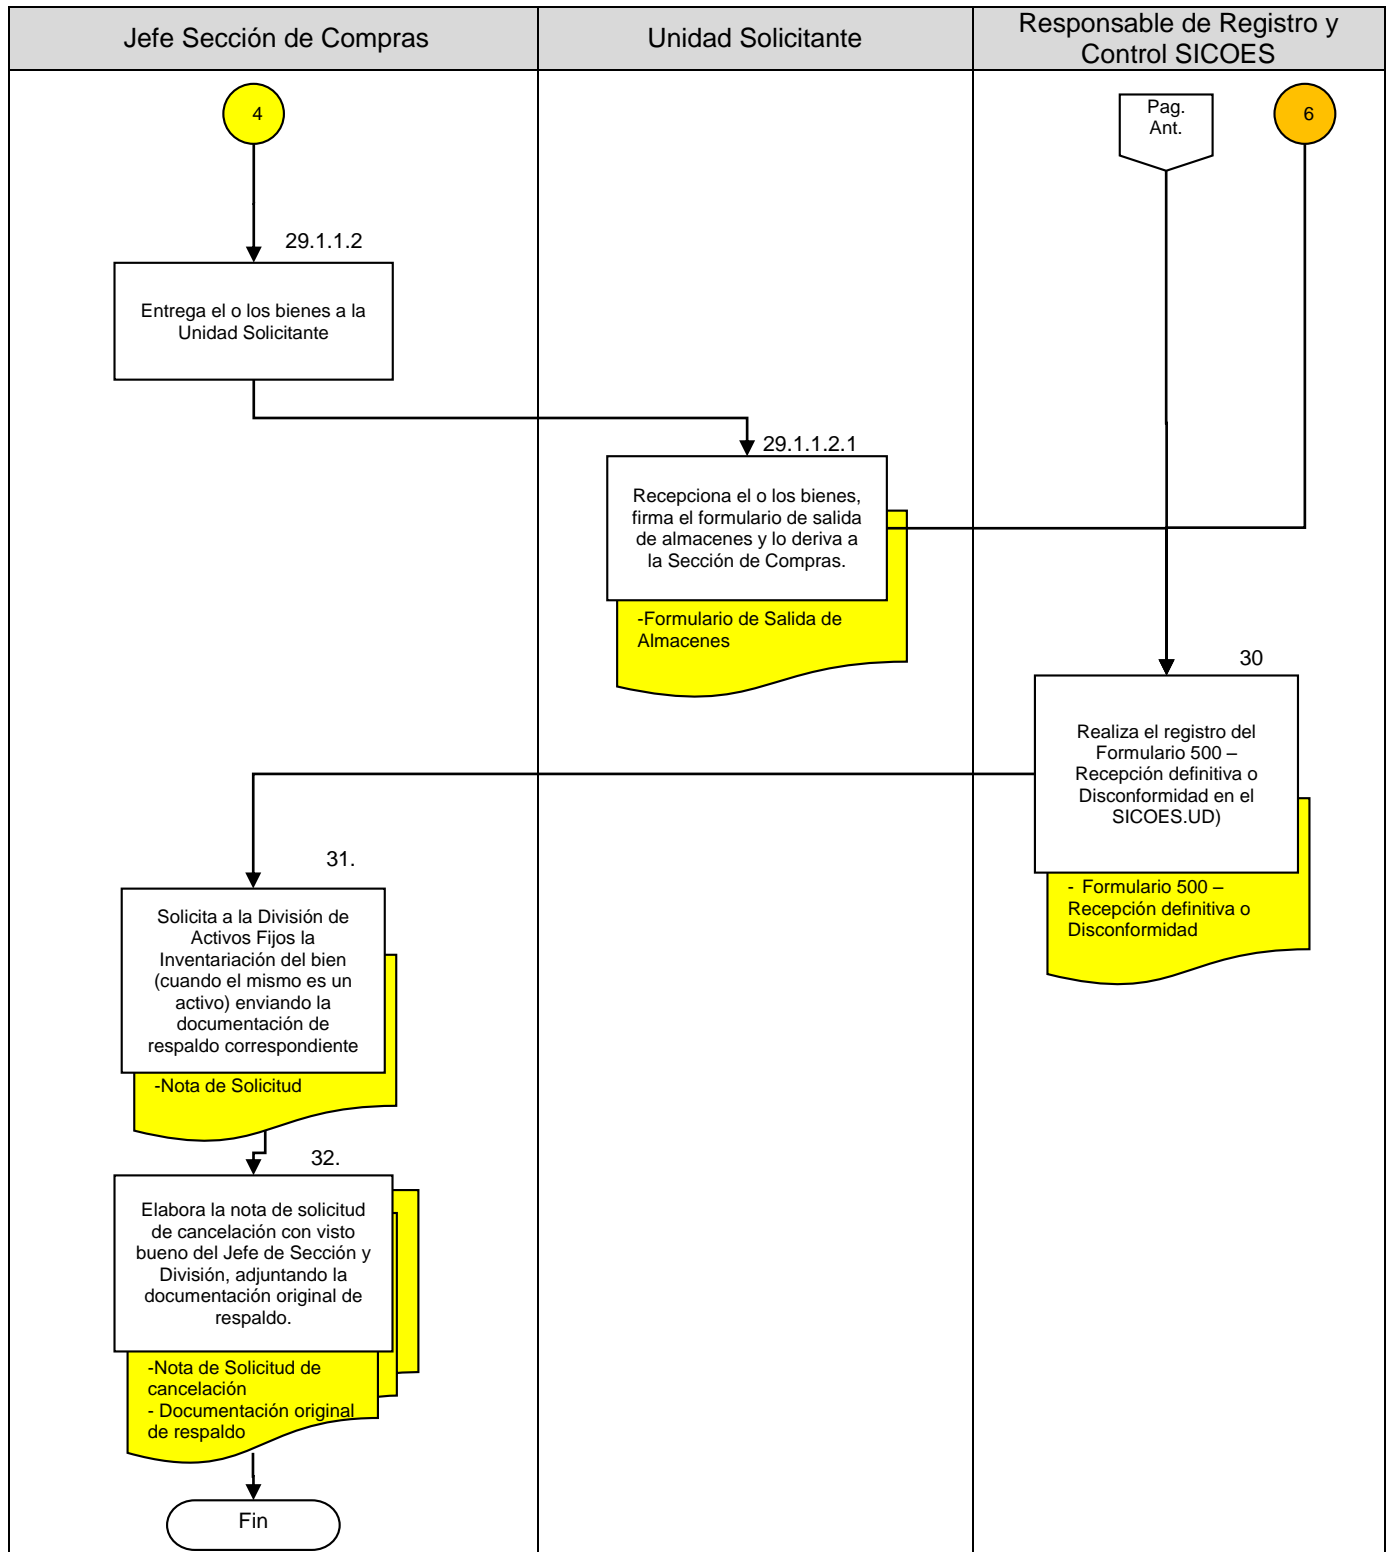 Jefe Sección de Compras
Unidad Solicitante
Responsable de Registro y
Control SICOES
4
Pag.
Ant.
6
29.1.1.2
Entrega el o los bienes a la
Unidad Solicitante
29.1.1.2.1
Recepciona el o los bienes,
firma el formulario de salida
de almacenes y lo deriva a
la Sección de Compras.
-Formulario de Salida de
Almacenes
30
Realiza el registro del
Formulario 500 –
Recepción definitiva o
Disconformidad en el
SICOES.UD)
- Formulario 500 –
Recepción definitiva o
Disconformidad
31.
Solicita a la División de
Activos Fijos la
Inventariación del bien
(cuando el mismo es un
activo) enviando la
documentación de
respaldo correspondiente
-Nota de Solicitud
32.
Elabora la nota de solicitud
de cancelación con visto
bueno del Jefe de Sección y
División, adjuntando la
documentación original de
respaldo.
-Nota de Solicitud de
cancelación
- Documentación original
de respaldo
Fin